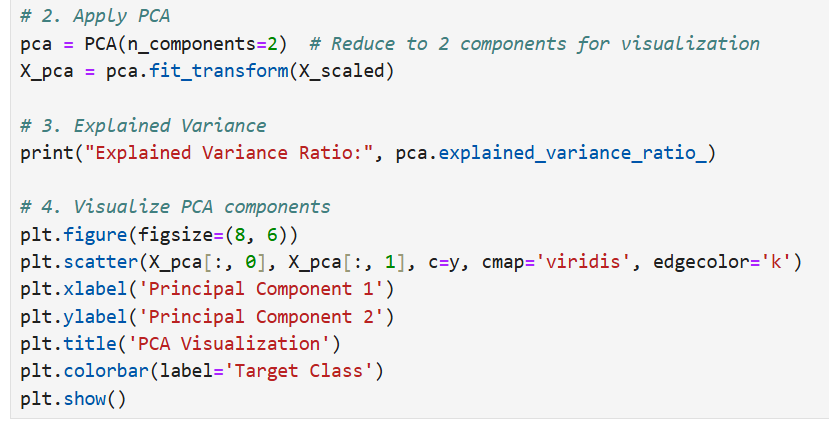 # 2. Apply PCA
pca = PCA(n_components=2)  # Reduce to 2 components for visualization
X_pca = pca.fit_transform(X_scaled)
# 3. Explained Variance
print("Explained Variance Ratio:", pca.explained_variance_ratio_)
# 4. Visualize PCA components
plt.figure(figsize=(8, 6))
plt.scatter(X_pca[:, 0], X_pca[:, 1], c=y, cmap='viridis', edgecolor='k')
plt.xlabel('Principal Component 1')
plt.ylabel('Principal Component 2')
plt.title('PCA Visualization')
plt.colorbar(label='Target Class')
plt.show()